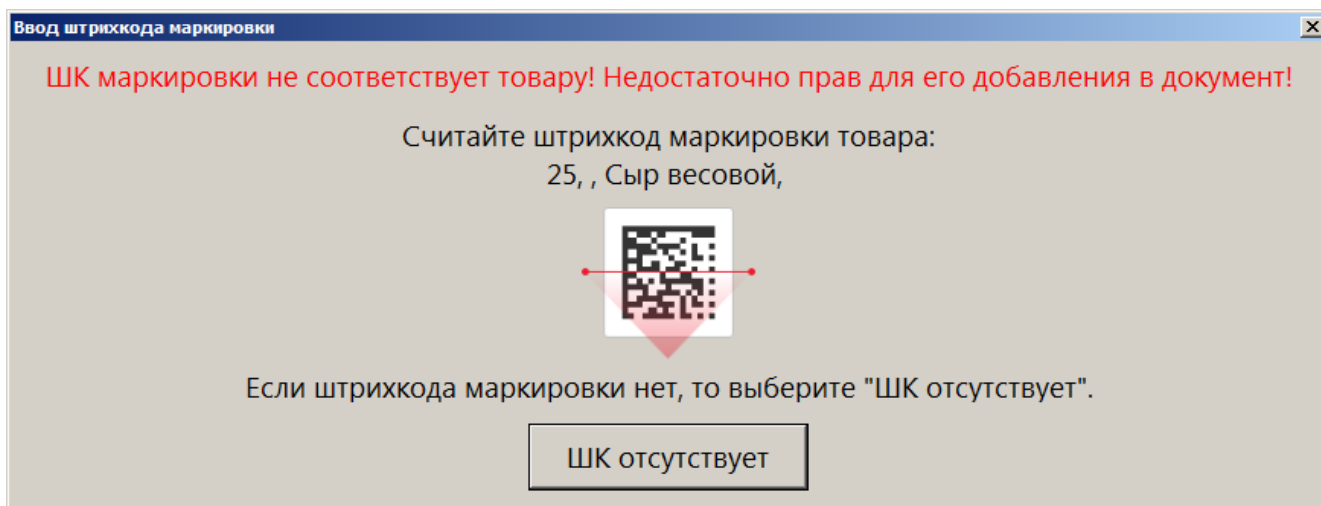 Ввод штрихкода маркировки
ШК маркировки не соответствует товару! Недостаточно прав для его добавления в документ!
Считайте штрихкод маркировки товара:
25, , Сыр весовой,
Если штрихкода маркировки нет, то выберите "ШК отсутствует".
ШК отсутствует